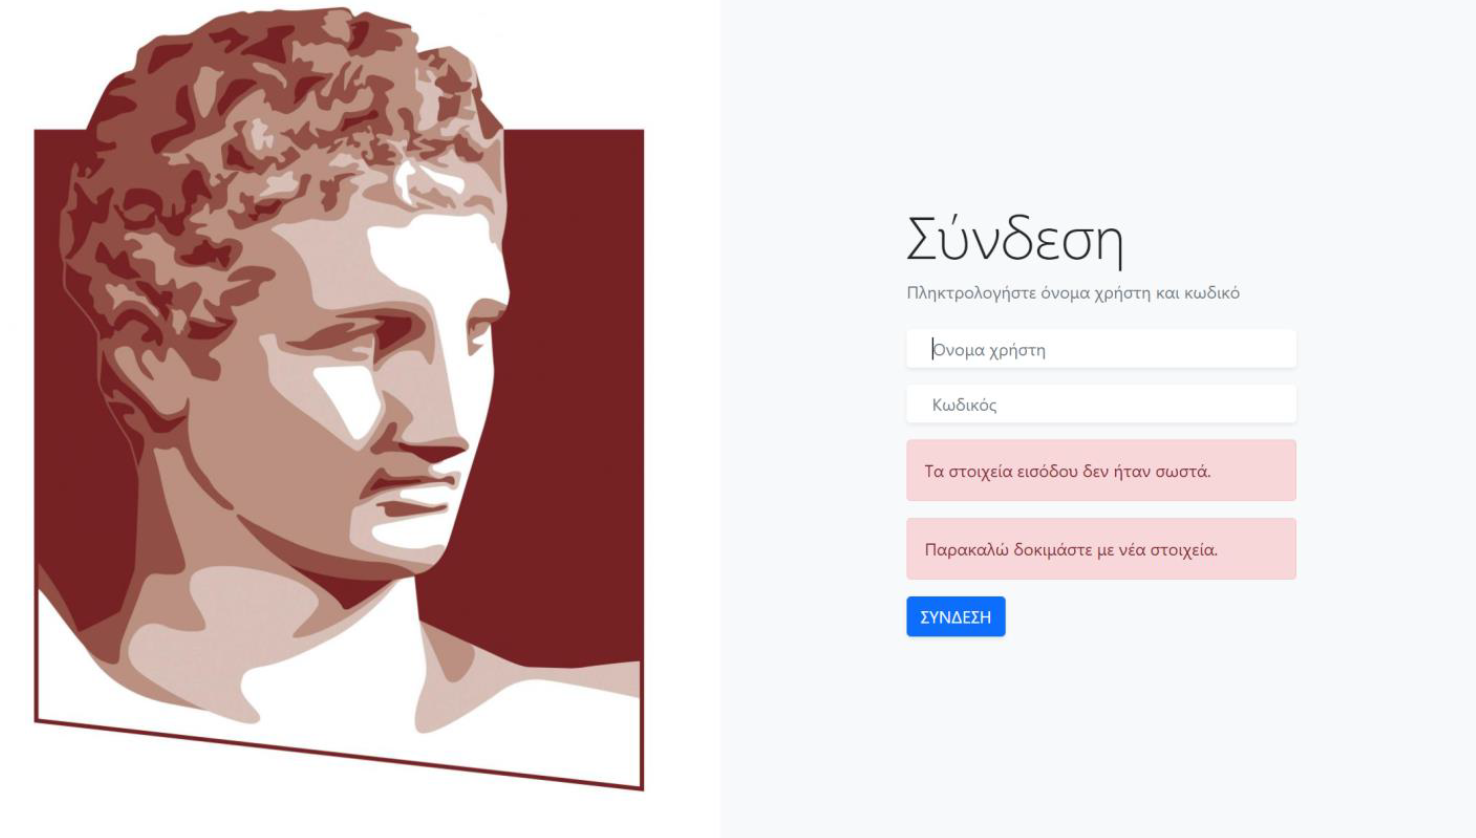 Σύνδεση
Πληκτρολογήστε όνομα χρήστη και κωδικό
Όνομα χρήστη
Κωδικός
Τα στοιχεία εισόδου δεν ήταν σωστά.
Παρακαλώ δοκιμάστε με νέα στοιχεία.
ΣΥΝΔΕΣΗ